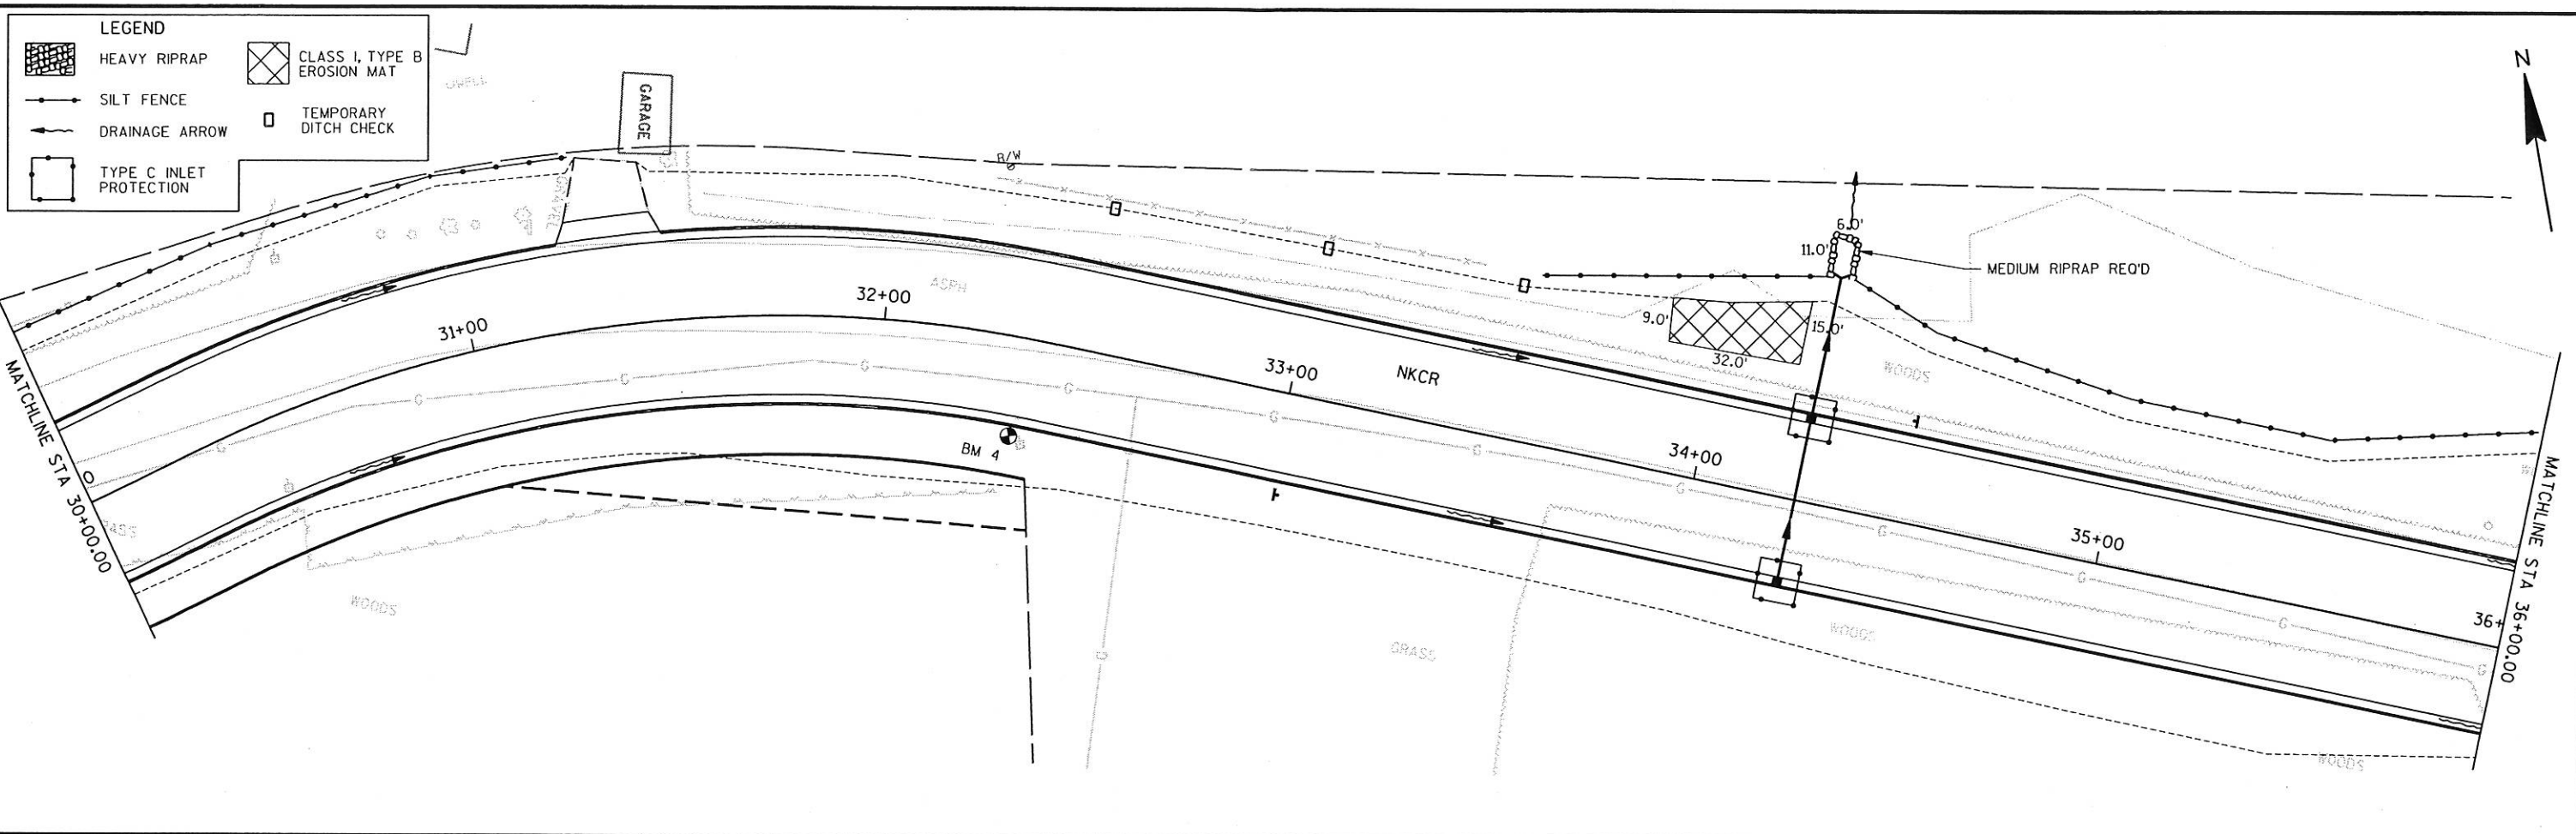 LEGEND
HEAVY RIPRAP
CLASS I, TYPE B
EROSION MAT
SILT FENCE
DRAINAGE ARROW
TEMPORARY
DITCH CHECK
TYPE C INLET
PROTECTION
GARAGE
GRAVEL
R/W
N
6.0'
11.0'
MEDIUM RIPRAP REQ'D
ASPH
32+00
31+00
9.0'
15.0'
32.0'
33+00
NKCR
WOODS
MATCHLINE STA 30+00.00
G
G
G
G
G
G
G
G
G
G
G
G
G
BM 4
34+00
35+00
36+
MATCHLINE STA 36+00.00
WOODS
GRASS
WOODS
WOODS